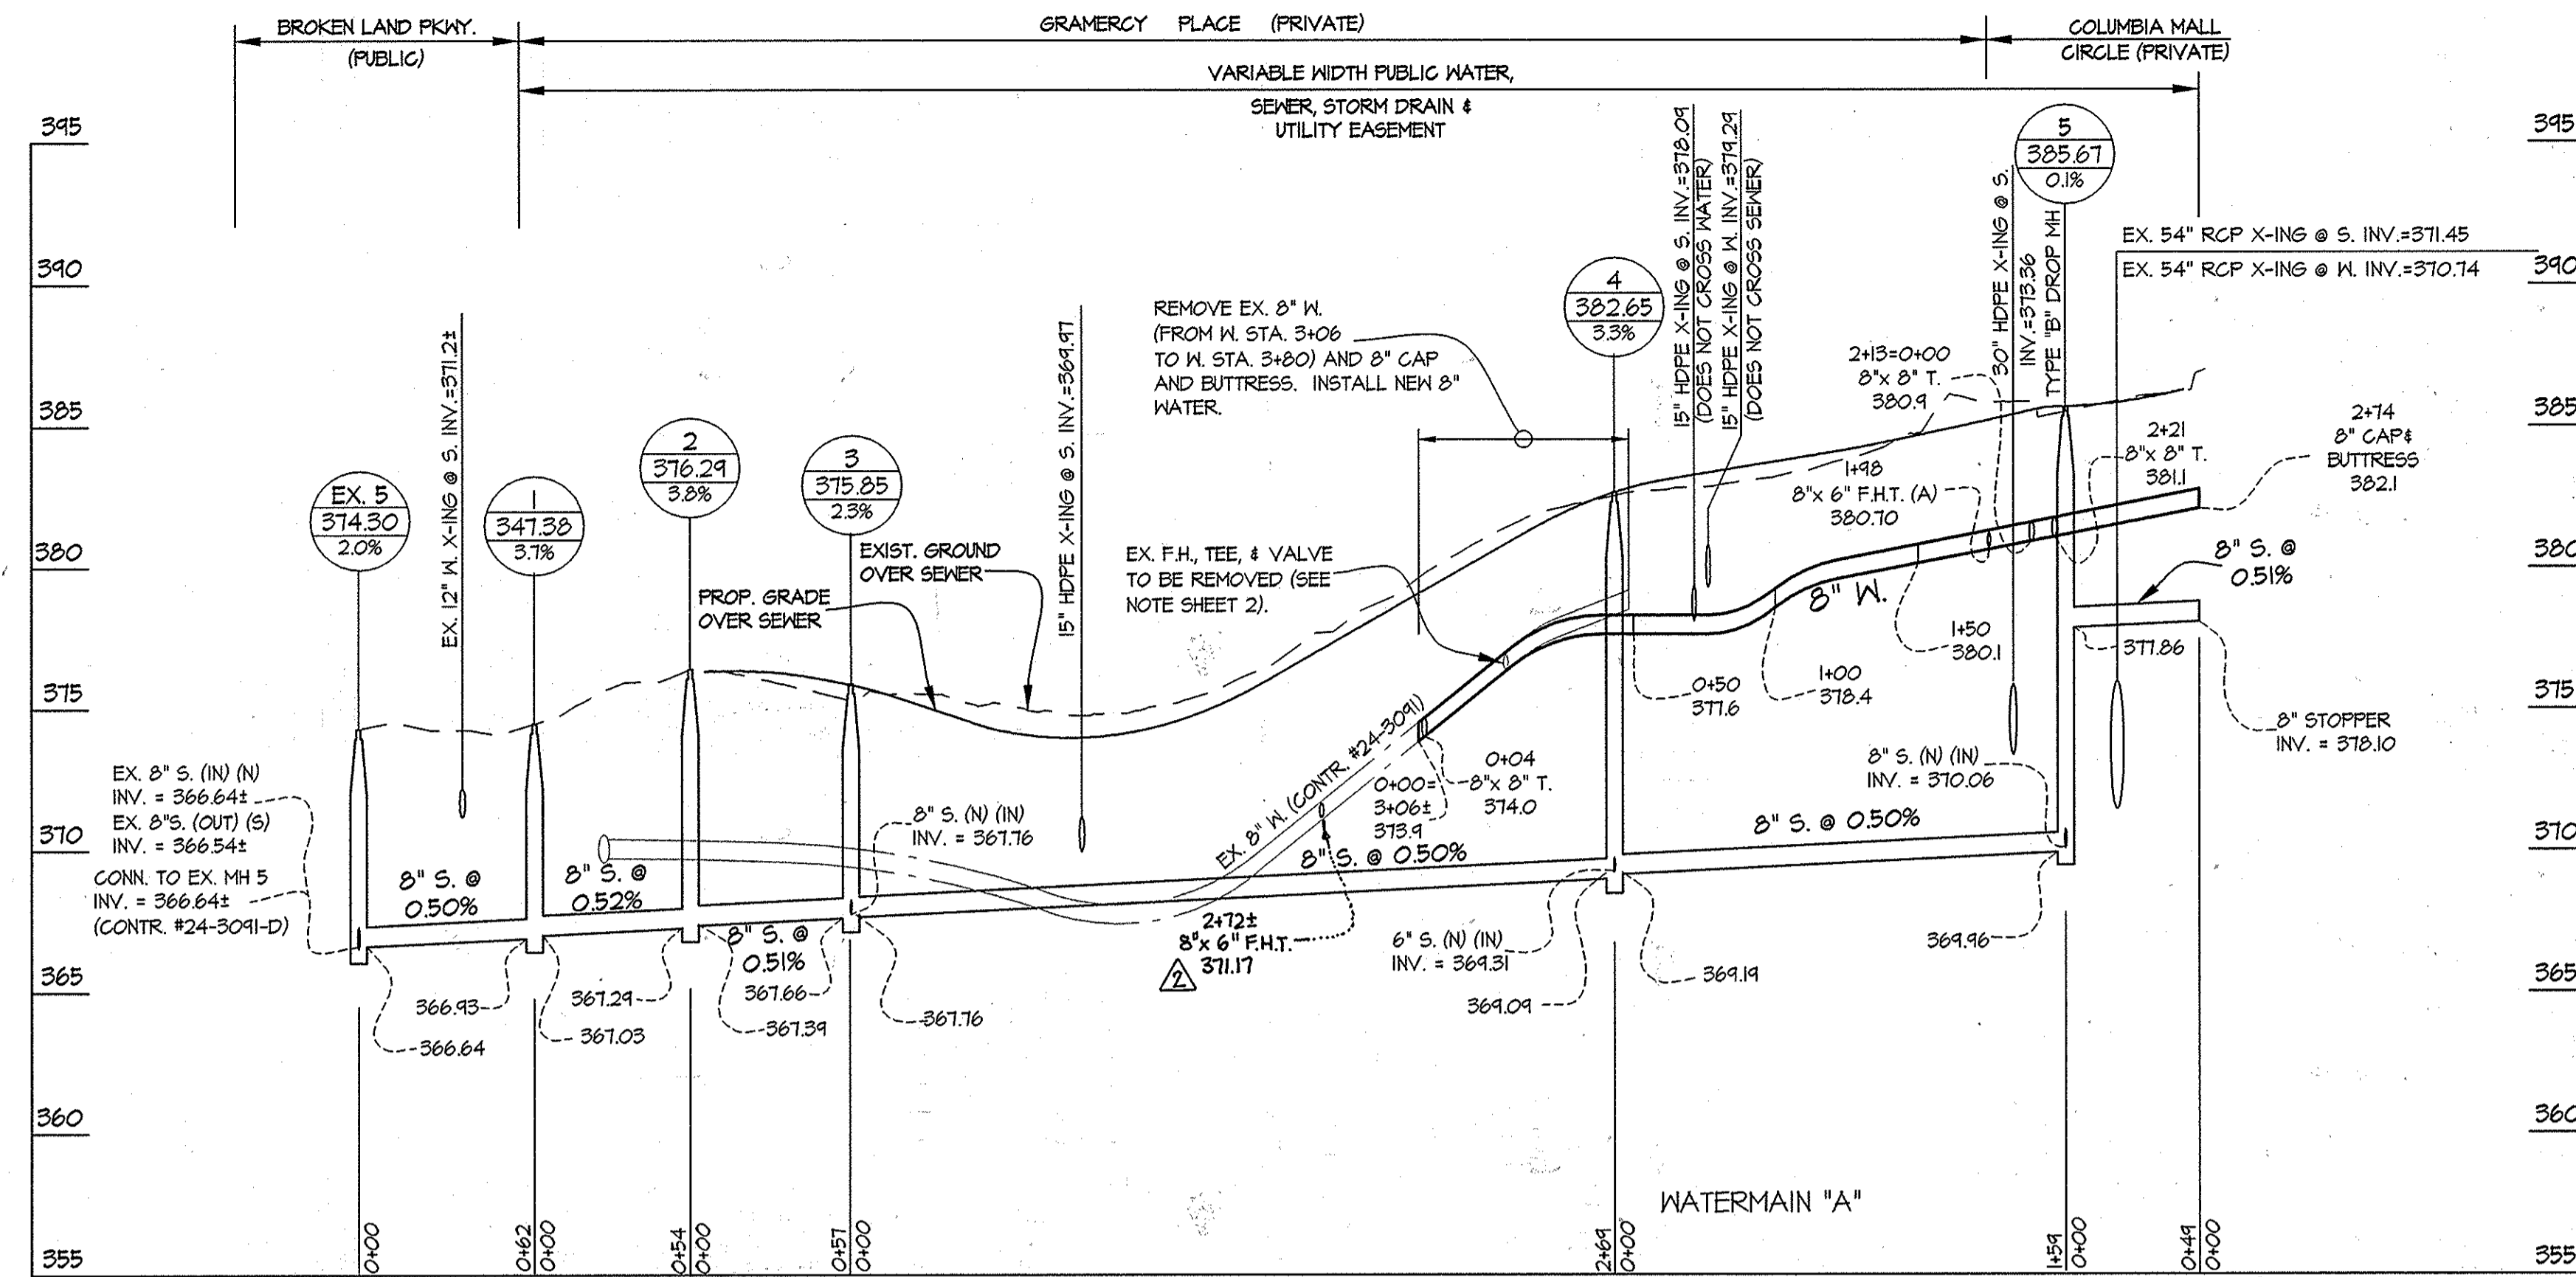 BROKEN LAND PKWY.
(PUBLIC)
GRAMERCY PLACE (PRIVATE)
COLUMBIA MALL
CIRCLE (PRIVATE)
VARIABLE WIDTH PUBLIC WATER,
SEWER, STORM DRAIN &
UTILITY EASEMENT
395
390
385
380
375
370
365
360
355
395
390
385
380
375
370
365
360
355
EX. 5
374.30
2.0%
EX. 12" W. X-ING @ S. INV.=371.2±
1
347.38
3.7%
2
376.29
3.8%
3
375.85
2.3%
PROP. GRADE
OVER SEWER
EXIST. GROUND
OVER SEWER
15" HDPE X-ING @ S. INV.=369.97
REMOVE EX. 8" W.
(FROM W. STA. 3+06
TO W. STA. 3+80) AND 8" CAP
AND BUTTRESS. INSTALL NEW 8"
WATER.
EX. F.H., TEE, & VALVE
TO BE REMOVED (SEE
NOTE SHEET 2).
4
382.65
3.3%
15" HDPE X-ING @ S. INV.=378.09
(DOES NOT CROSS WATER)
15" HDPE X-ING @ W. INV.=379.29
(DOES NOT CROSS SEWER)
2+13=0+00
8"x 8" T.
380.9
1+98
8"x 6" F.H.T. (A)
380.70
30" HDPE X-ING @ S.
INV.=373.36
TYPE "B" DROP MH
5
385.67
0.1%
EX. 54" RCP X-ING @ S. INV.=371.45
EX. 54" RCP X-ING @ W. INV.=370.74
2+21
8"x 8" T.
381.1
2+74
8" CAP&
BUTTRESS
382.1
8" S. @
0.51%
8" W.
1+50
380.1
1+00
378.4
0+50
377.6
377.86
8" STOPPER
INV. = 378.10
8" S. (N) (IN)
INV. = 370.06
EX. 8" S. (IN) (N)
INV. = 366.64±
EX. 8"S. (OUT) (S)
INV. = 366.54±
CONN. TO EX. MH 5
INV. = 366.64±
(CONTR. #24-3091-D)
8" S. @
0.50%
8" S. @
0.52%
8" S. @
0.51%
8" S. (N) (IN)
INV. = 367.76
EX. 8" W. (CONTR. #24-3091)
0+00=
3+06±
373.9
0+04
8"x 8" T.
374.0
8" S. @ 0.50%
8" S. @ 0.50%
2+72±
8"x 6" F.H.T.
371.17
2
6" S. (N) (IN)
INV. = 369.31
369.09
369.19
369.96
366.64
366.93
367.03
367.29
367.39
367.66
367.76
WATERMAIN "A"
0+00
0+62
0+00
0+54
0+00
0+57
0+00
2+69
0+00
1+59
0+00
0+49
0+00